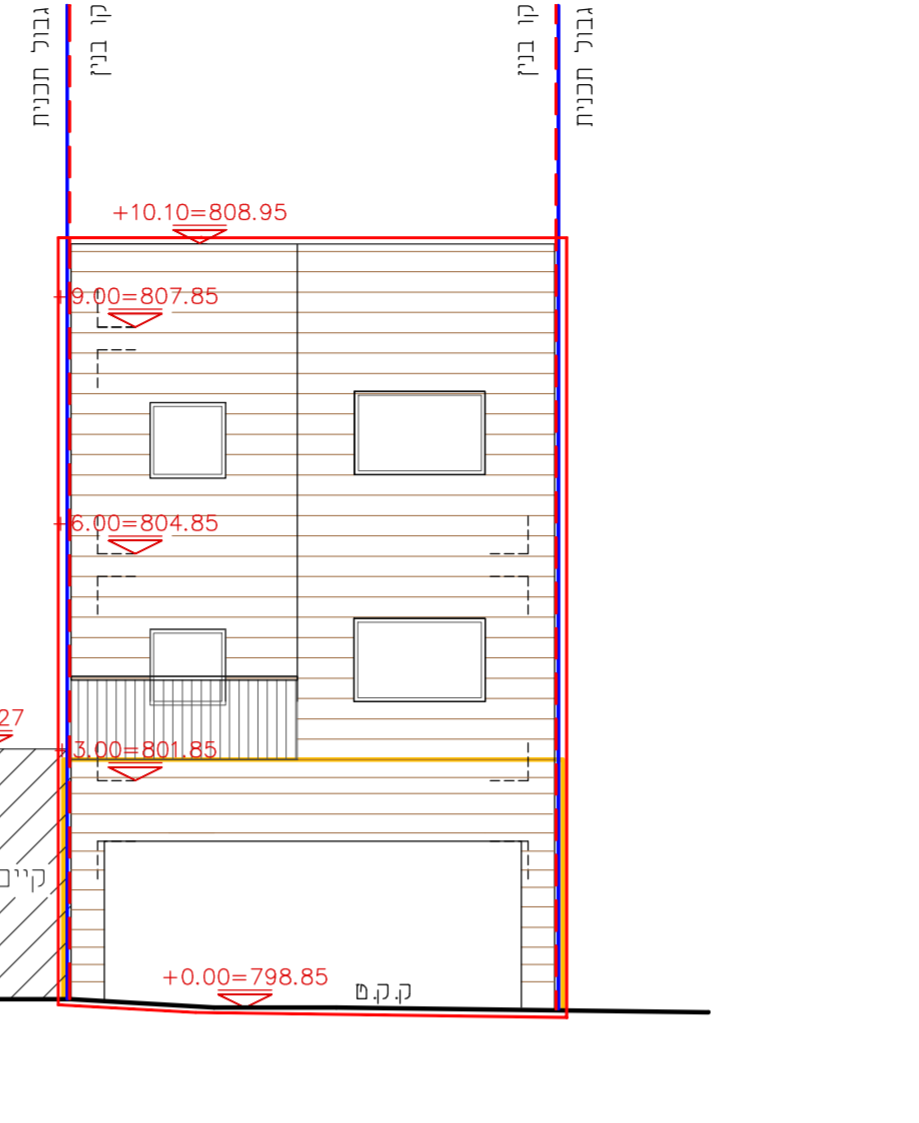 גבול תכנית
קו בנין
קו בנין
גבול תכנית
+10.10=808.95
+9.00=807.85
+6.00=804.85
27
+3.00=801.85
קיים
+0.00=798.85
ק.ק.ט